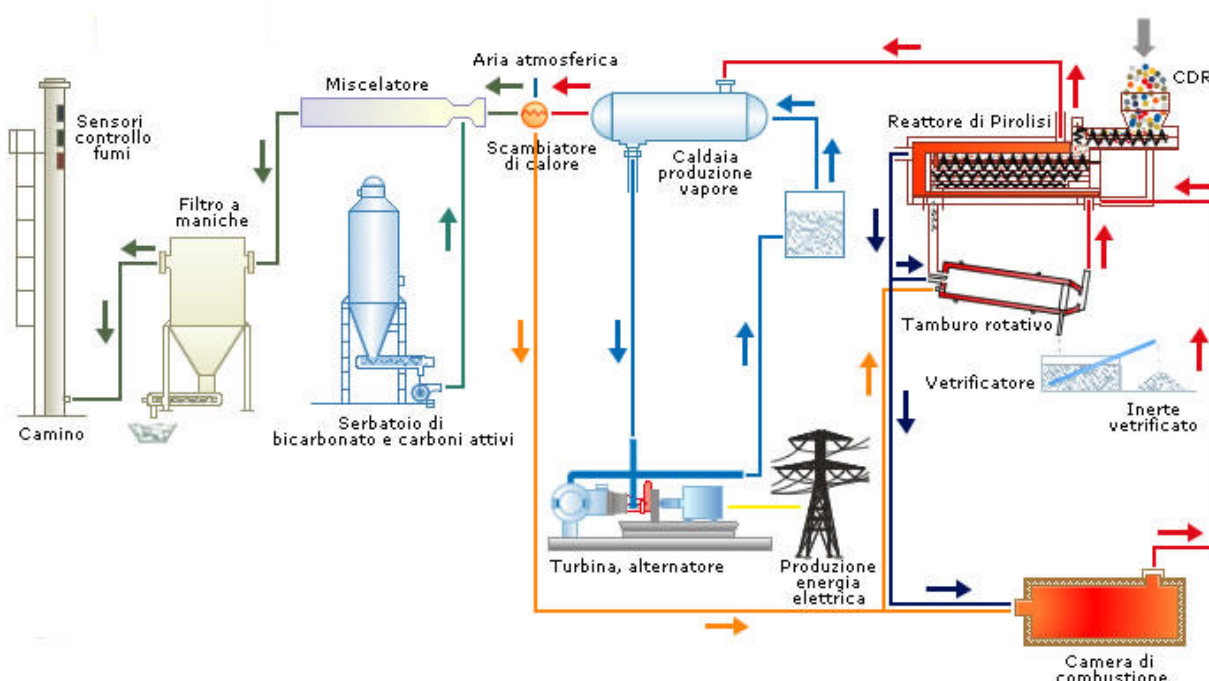 Aria atmosferica
Miscelatore
CDR
Sensori
controllo
fumi
Reattore di Pirolisi
Scambiatore
di calore
Caldaia
produzione
vapore
Filtro a
maniche
Tamburo rotativo
Vetrificatore
Inerte
vetrificato
Camino
Serbatoio di
bicarbonato e carboni attivi
Turbina, alternatore
Produzione
energia
elettrica
Camera di
combustione